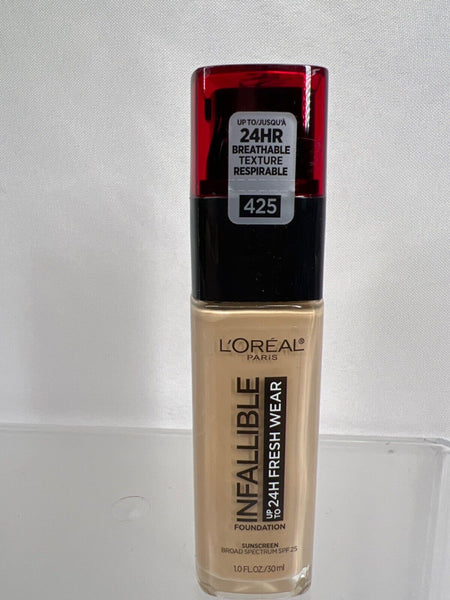 UP TO/JUSQU'À
24HR
BREATHABLE
TEXTURE
RESPIRABLE
425
L'ORÉAL®
PARIS
INFALLIBLE
UP TO 24H FRESH WEAR
FOUNDATION
SUNSCREEN
BROAD SPECTRUM SPF 25
1.0 FL.OZ./30ml